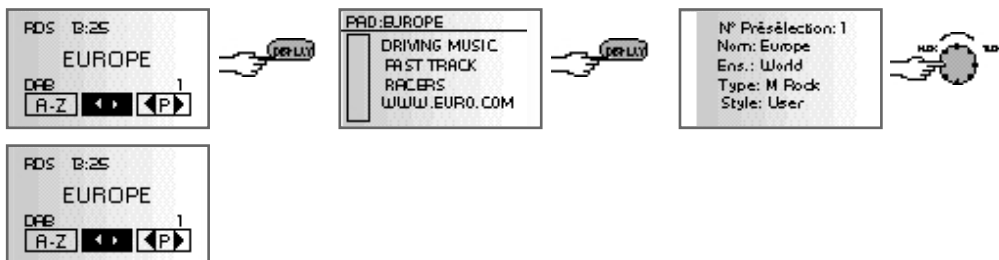 RDS 13:25
EUROPE
DAB 1
A-Z P
DISPLAY
PAD:EUROPE
DRIVING MUSIC
FAST TRACK
RACERS
WWW.EURO.COM
DISPLAY
N° Présélection: 1
Nom: Europe
Ens.: World
Type: M Rock
Style: User
RDS 13:25
EUROPE
DAB 1
A-Z P